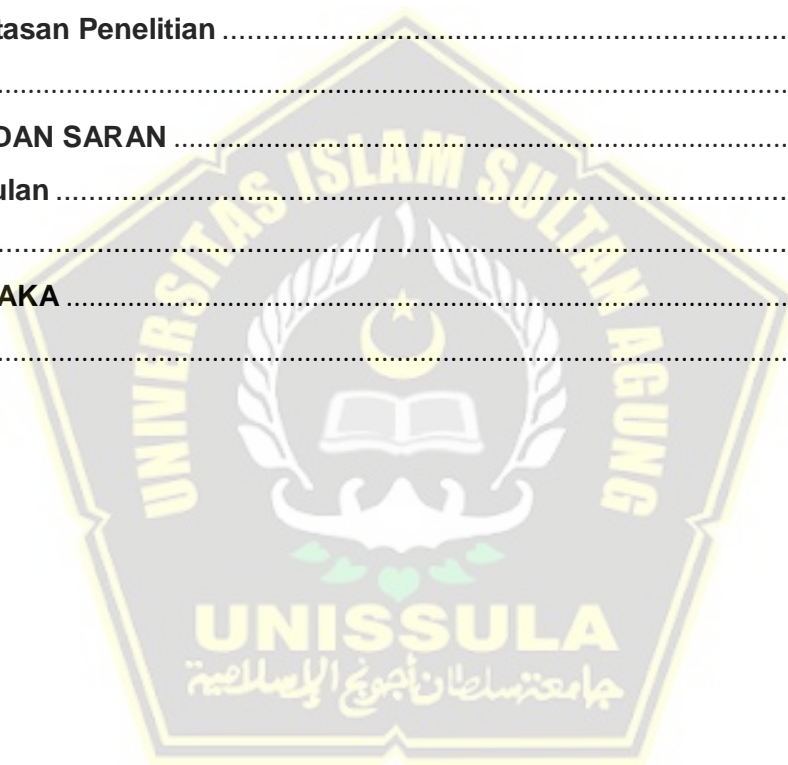 tasan Penelitian ................................................................
................................................................................................
DAN SARAN ................................................................
ulan ................................................................
................................................................................................
AKA ................................................................
................................................................................................
UNIVERSITAS ISLAM SULTAN AGUNG
UNISSULA
جامعة سلطان أجونج الإسلامية